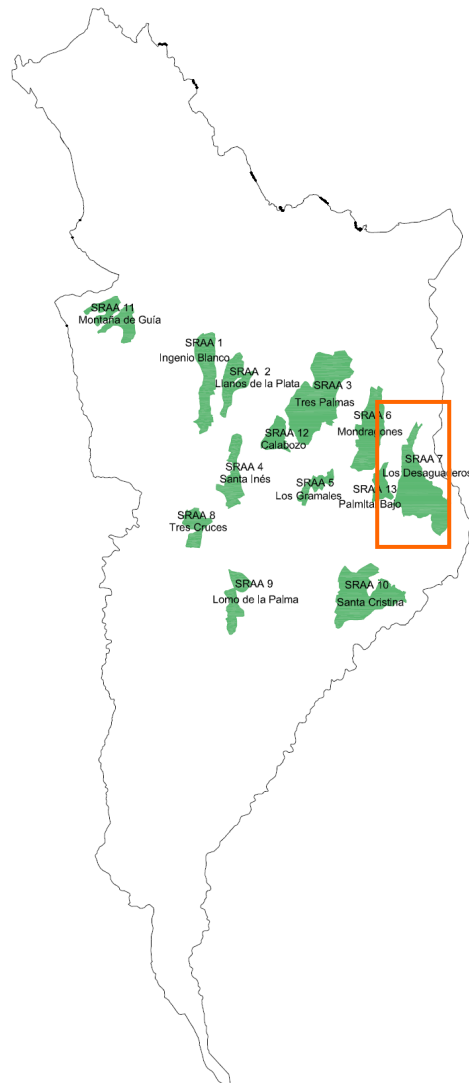 SRAA 11
Montaña de Guía
SRAA 1
Ingenio Blanco
SRAA 2
Llanos de la Plata
SRAA 3
Tres Palmas
SRAA 6
Mondragones
SRAA 12
Calabozo
SRAA 7
Los Desaguaderos
SRAA 4
Santa Inés
SRAA 5
Los Gramales
SRAA 13
Palmital Bajo
SRAA 8
Tres Cruces
SRAA 9
Lomo de la Palma
SRAA 10
Santa Cristina